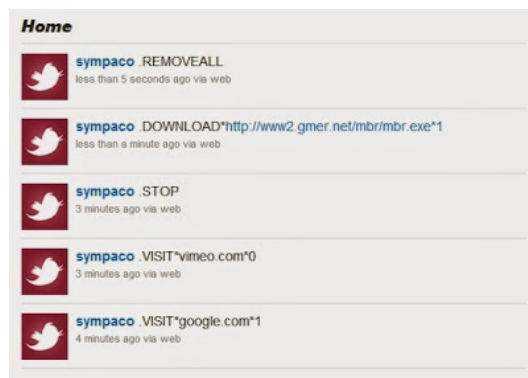 Home
sympaco .REMOVEALL
less than 5 seconds ago via web
sympaco .DOWNLOAD*http://www2.gmer.net/mbr/mbr.exe*1
less than a minute ago via web
sympaco .STOP
3 minutes ago via web
sympaco .VISIT*vimeo.com*0
3 minutes ago via web
sympaco .VISIT*google.com*1
4 minutes ago via web